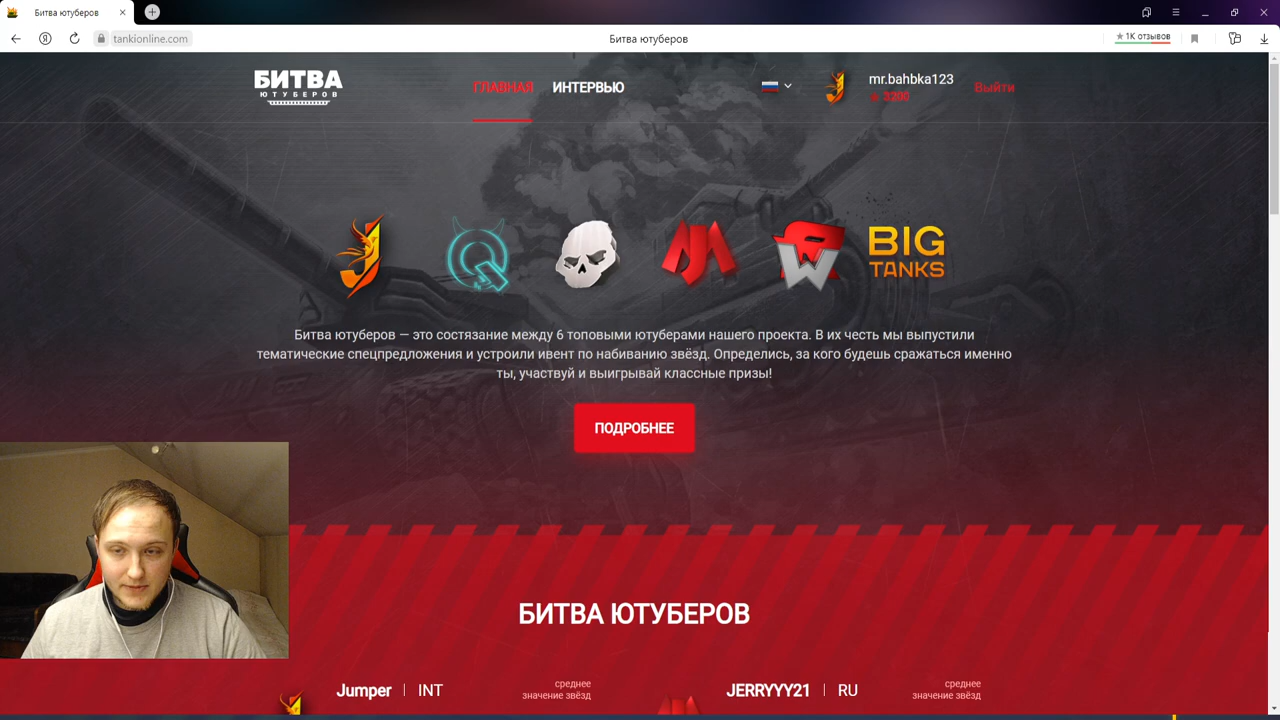 Битва ютуберов
tankionline.com
Битва ютуберов
★ 1К отзывов
БИТВА
ЮТУБЕРОВ
ГЛАВНАЯ
ИНТЕРВЬЮ
mr.bahbka123
★ 3200
Выйти
BIG
TANKS
Битва ютуберов — это состязание между 6 топовыми ютуберами нашего проекта. В их честь мы выпустили
тематические спецпредложения и устроили ивент по набиванию звёзд. Определись, за кого будешь сражаться именно
ты, участвуй и выигрывай классные призы!
ПОДРОБНЕЕ
БИТВА ЮТУБЕРОВ
Jumper | INT
среднее
значение звёзд
JERRYYY21 | RU
среднее
значение звёзд